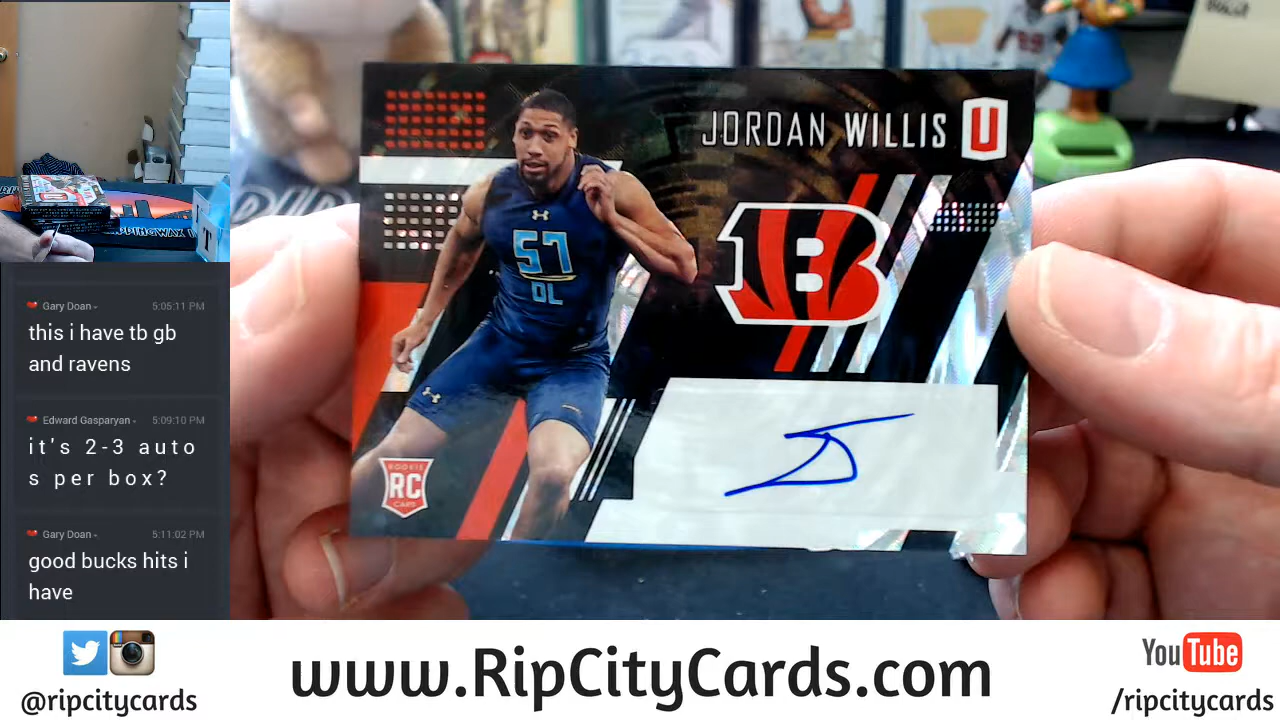 JORDAN WILLIS U
57
DL
B
ROOKIE
RC
CARD
Gary Doan 5:05:11 PM
this i have tb gb
and ravens
Edward Gasparyan 5:09:10 PM
it's 2-3 auto
s per box?
Gary Doan 5:11:02 PM
good bucks hits i
have
@ripcitycards
www.RipCityCards.com
YouTube
/ripcitycards